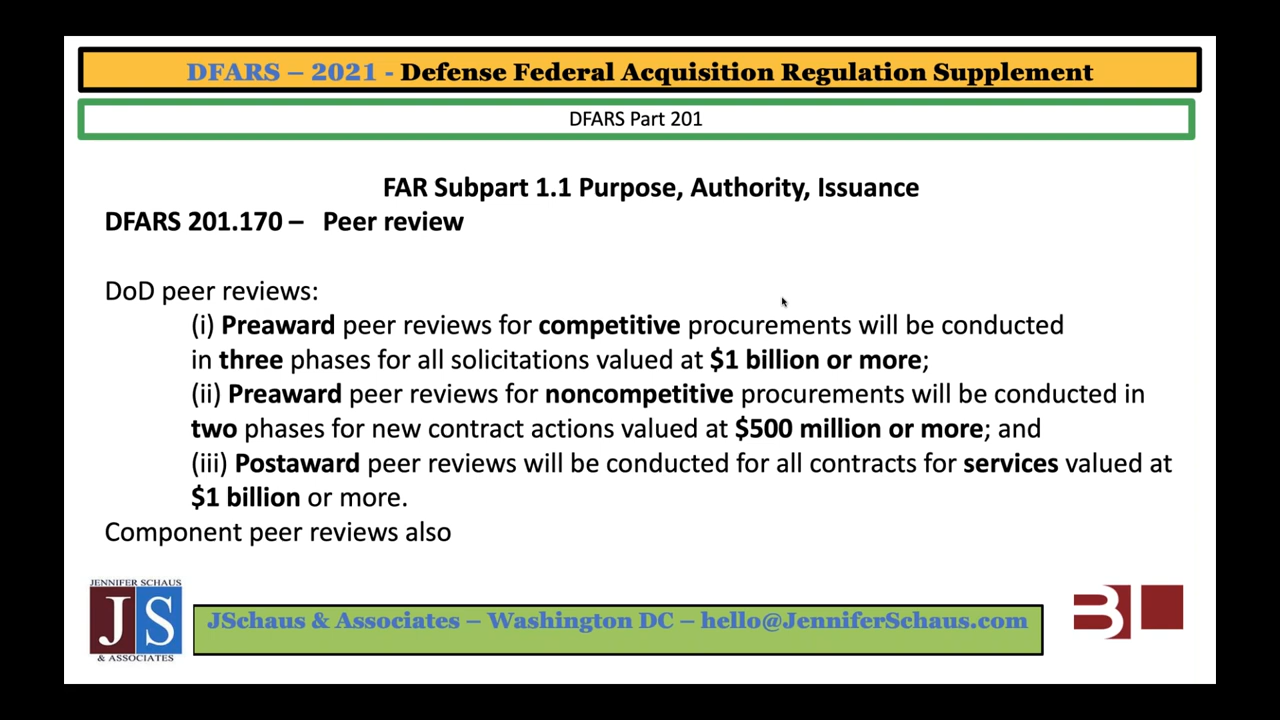 DFARS – 2021 - Defense Federal Acquisition Regulation Supplement
DFARS Part 201
FAR Subpart 1.1 Purpose, Authority, Issuance
DFARS 201.170 – Peer review
DoD peer reviews:
(i) Preaward peer reviews for competitive procurements will be conducted
in three phases for all solicitations valued at $1 billion or more;
(ii) Preaward peer reviews for noncompetitive procurements will be conducted in
two phases for new contract actions valued at $500 million or more; and
(iii) Postaward peer reviews will be conducted for all contracts for services valued at
$1 billion or more.
Component peer reviews also
JENNIFER SCHAUS
JS
& ASSOCIATES
JSchaus & Associates – Washington DC – hello@JenniferSchaus.com
B